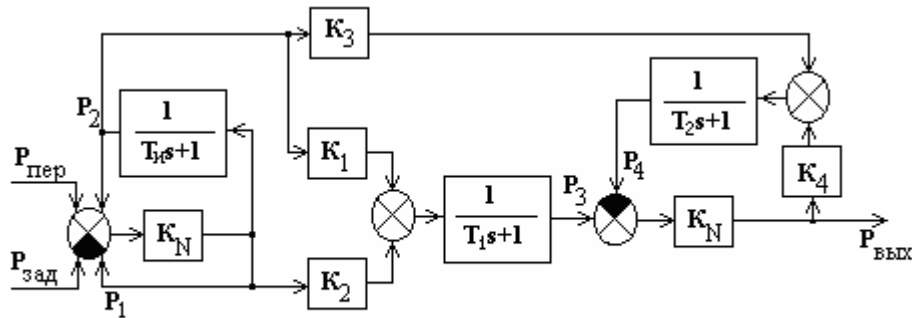 K₃
1
T₂s+1
P₂
1
Tиs+1
Pпер
K₁
P₄
K₄
KN
1
T₁s+1
P₃
KN
Pвых
Pзад
P₁
K₂